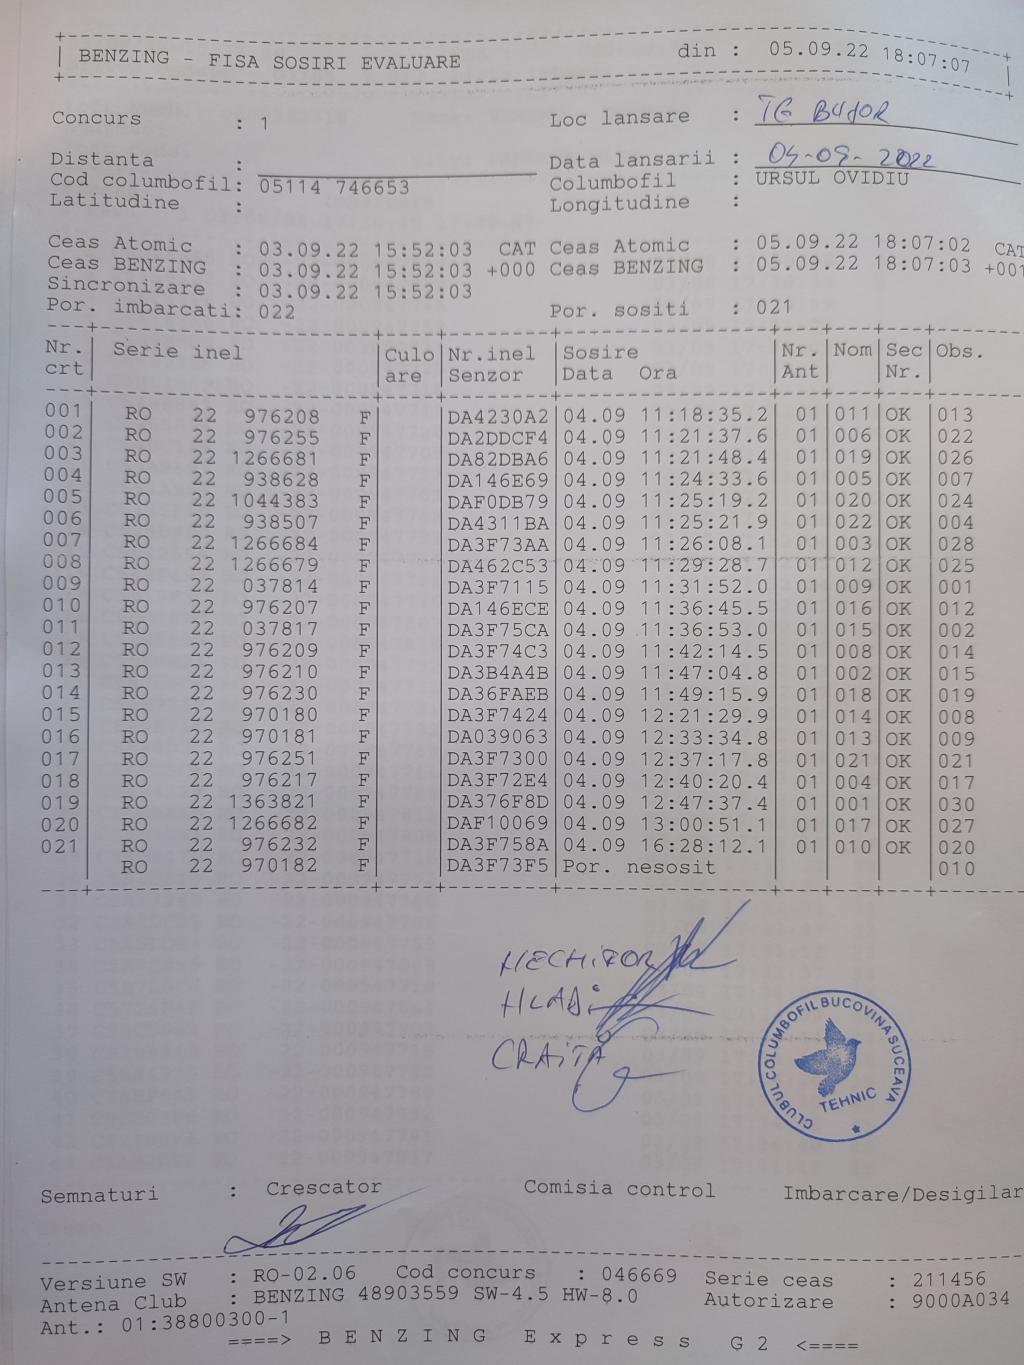 BENZING - FISA SOSIRI EVALUARE din : 05.09.22 18:07:07
Concurs : 1 Loc lansare : TG BUJOR
Distanta : Data lansarii : 04-09-2022
Cod columbofil: 05114 746653 Columbofil : URSUL OVIDIU
Latitudine : Longitudine :
Ceas Atomic : 03.09.22 15:52:03 CAT Ceas Atomic : 05.09.22 18:07:02 CAT
Ceas BENZING : 03.09.22 15:52:03 +000 Ceas BENZING : 05.09.22 18:07:03 +001
Sincronizare : 03.09.22 15:52:03
Por. imbarcati: 022 Por. sositi : 021
Nr. Serie inel Culo Nr.inel Sosire Nr. Nom Sec Obs.
crt are Senzor Data Ora Ant Nr.
001 RO 22 976208 F DA4230A2 04.09 11:18:35.2 01 011 OK 013
002 RO 22 976255 F DA2DDCF4 04.09 11:21:37.6 01 006 OK 022
003 RO 22 1266681 F DA82DBA6 04.09 11:21:48.4 01 019 OK 026
004 RO 22 938628 F DA146E69 04.09 11:24:33.6 01 005 OK 007
005 RO 22 1044383 F DAF0DB79 04.09 11:25:19.2 01 020 OK 024
006 RO 22 938507 F DA4311BA 04.09 11:25:21.9 01 022 OK 004
007 RO 22 1266684 F DA3F73AA 04.09 11:26:08.1 01 003 OK 028
008 RO 22 1266679 F DA462C53 04.09 11:29:28.7 01 012 OK 025
009 RO 22 037814 F DA3F7115 04.09 11:31:52.0 01 009 OK 001
010 RO 22 976207 F DA146ECE 04.09 11:36:45.5 01 016 OK 012
011 RO 22 037817 F DA3F75CA 04.09 11:36:53.0 01 015 OK 002
012 RO 22 976209 F DA3F74C3 04.09 11:42:14.5 01 008 OK 014
013 RO 22 976210 F DA3B4A4B 04.09 11:47:04.8 01 002 OK 015
014 RO 22 976230 F DA36FAEB 04.09 11:49:15.9 01 018 OK 019
015 RO 22 970180 F DA3F7424 04.09 12:21:29.9 01 014 OK 008
016 RO 22 970181 F DA039063 04.09 12:33:34.8 01 013 OK 009
017 RO 22 976251 F DA3F7300 04.09 12:37:17.8 01 021 OK 021
018 RO 22 976217 F DA3F72E4 04.09 12:40:20.4 01 004 OK 017
019 RO 22 1363821 F DA376F8D 04.09 12:47:37.4 01 001 OK 030
020 RO 22 1266682 F DAF10069 04.09 13:00:51.1 01 017 OK 027
021 RO 22 976232 F DA3F758A 04.09 16:28:12.1 01 010 OK 020
RO 22 970182 F DA3F73F5 Por. nesosit 010
CRAITA
CLUBUL COLUMBOFIL BUCOVINA SUCEAVA
TEHNIC
Semnaturi : Crescator Comisia control Imbarcare/Desigilar
Versiune SW : RO-02.06 Cod concurs : 046669 Serie ceas : 211456
Antena Club : BENZING 48903559 SW-4.5 HW-8.0 Autorizare : 9000A034
Ant.: 01:38800300-1
====> BENZING Express G2 <====